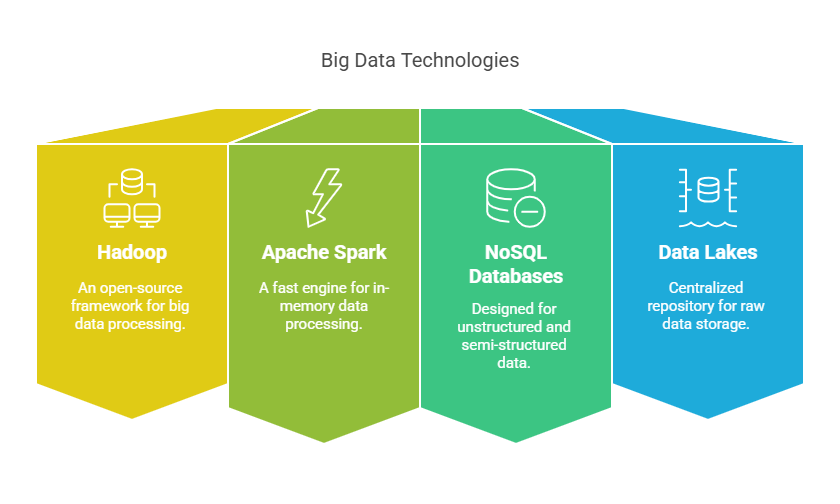 Big Data Technologies
Hadoop
An open-source
framework for big
data processing.
Apache Spark
A fast engine for in-
memory data
processing.
NoSQL
Databases
Designed for
unstructured and
semi-structured
data.
Data Lakes
Centralized
repository for raw
data storage.